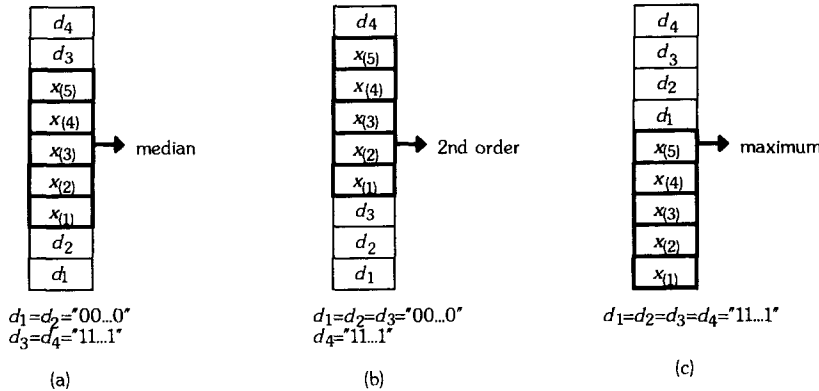 d4
d3
x(5)
x(4)
x(3)
x(2)
x(1)
d2
d1
median
d1=d2="00...0"
d3=d4="11...1"
(a)
d4
x(5)
x(4)
x(3)
x(2)
x(1)
d3
d2
d1
2nd order
d1=d2=d3="00...0"
d4="11...1"
(b)
d4
d3
d2
d1
x(5)
x(4)
x(3)
x(2)
x(1)
maximum
d1=d2=d3=d4="11...1"
(c)